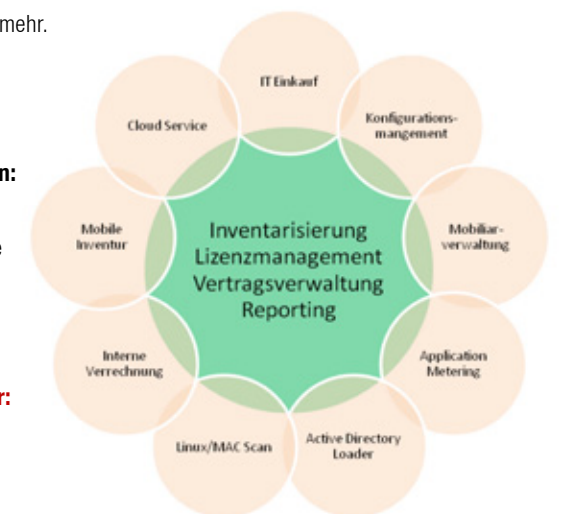 mehr.
n:
e
r:
IT Einkauf
Konfigurations-
mangement
Mobiliar-
verwaltung
Application
Metering
Active Directory
Loader
Linux/MAC Scan
Interne
Verrechnung
Mobile
Inventur
Cloud Service
Inventarisierung
Lizenzmanagement
Vertragsverwaltung
Reporting